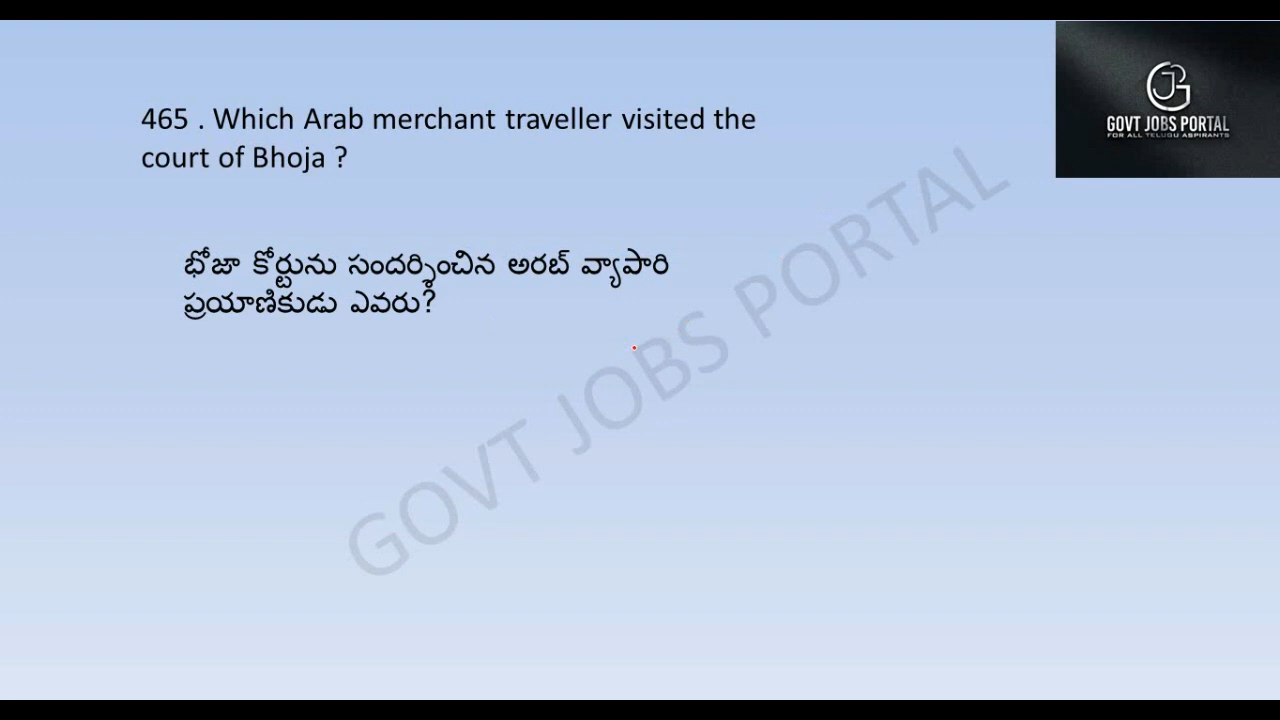 465 . Which Arab merchant traveller visited the
court of Bhoja ?
భోజా కోర్టును సందర్శించిన అరబ్ వ్యాపారి
ప్రయాణికుడు ఎవరు?
GOVT JOBS PORTAL
GOVT JOBS PORTAL
FOR ALL TELUGU ASPIRANTS